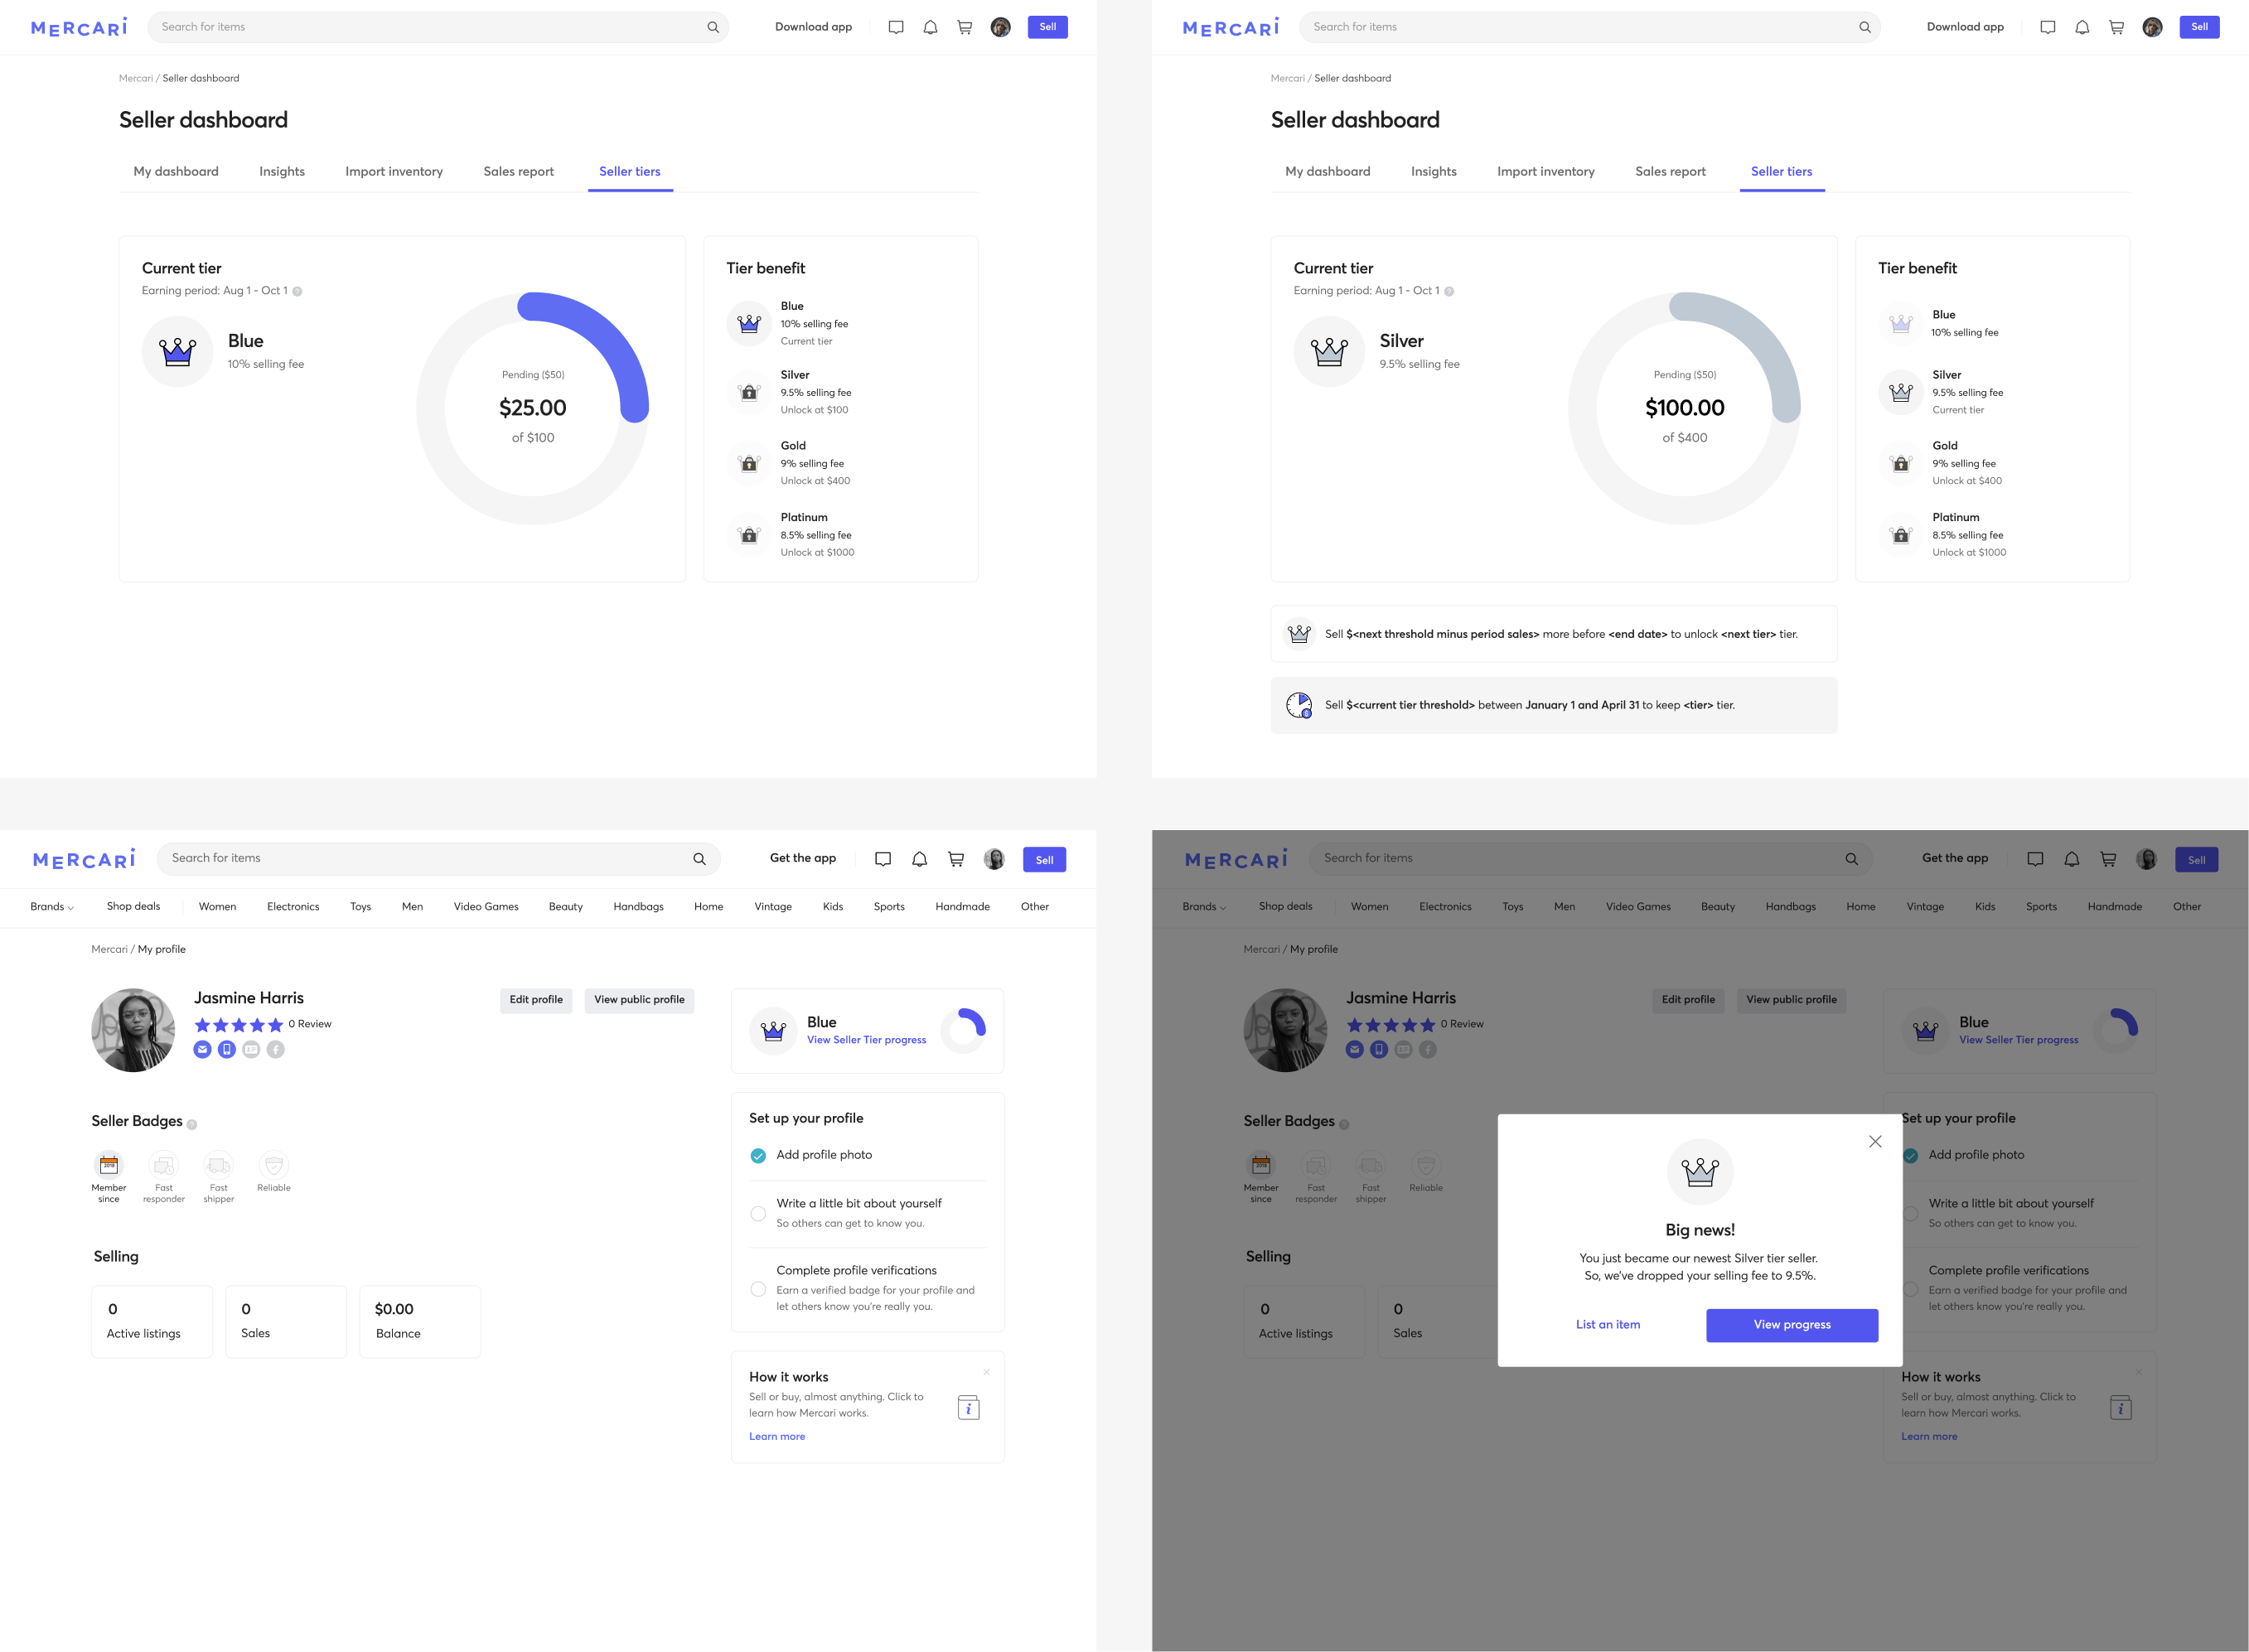 MERCARI
Search for items
Download app
Sell
Mercari / Seller dashboard
Seller dashboard
My dashboard
Insights
Import inventory
Sales report
Seller tiers
Current tier
Earning period: Aug 1 - Oct 1 ?
Blue
10% selling fee
Pending ($50)
$25.00
of $100
Tier benefit
Blue
10% selling fee
Current tier
Silver
9.5% selling fee
Unlock at $100
Gold
9% selling fee
Unlock at $400
Platinum
8.5% selling fee
Unlock at $1000
MERCARI
Search for items
Download app
Sell
Mercari / Seller dashboard
Seller dashboard
My dashboard
Insights
Import inventory
Sales report
Seller tiers
Current tier
Earning period: Aug 1 - Oct 1 ?
Silver
9.5% selling fee
Pending ($50)
$100.00
of $400
Tier benefit
Blue
10% selling fee
Silver
9.5% selling fee
Current tier
Gold
9% selling fee
Unlock at $400
Platinum
8.5% selling fee
Unlock at $1000
Sell $<next threshold minus period sales> more before <end date> to unlock <next tier> tier.
Sell $<current tier threshold> between January 1 and April 31 to keep <tier> tier.
MERCARI
Search for items
Get the app
Sell
Brands
Shop deals
Women
Electronics
Toys
Men
Video Games
Beauty
Handbags
Home
Vintage
Kids
Sports
Handmade
Other
Mercari / My profile
Jasmine Harris
0 Review
Edit profile
View public profile
Seller Badges ?
2018
Member
since
Fast
responder
Fast
shipper
Reliable
Selling
0
Active listings
0
Sales
$0.00
Balance
Blue
View Seller Tier progress
Set up your profile
Add profile photo
Write a little bit about yourself
So others can get to know you.
Complete profile verifications
Earn a verified badge for your profile and
let others know you're really you.
How it works
Sell or buy, almost anything. Click to
learn how Mercari works.
Learn more
MERCARI
Search for items
Get the app
Sell
Brands
Shop deals
Women
Electronics
Toys
Men
Video Games
Beauty
Handbags
Home
Vintage
Kids
Sports
Handmade
Other
Mercari / My profile
Jasmine Harris
0 Review
Edit profile
View public profile
Seller Badges ?
2018
Member
since
Fast
responder
Fast
shipper
Reliable
Selling
0
Active listings
0
Sales
Big news!
You just became our newest Silver tier seller.
So, we've dropped your selling fee to 9.5%.
List an item
View progress
Blue
View Seller Tier progress
Set up your profile
Add profile photo
Write a little bit about yourself
So others can get to know you.
Complete profile verifications
Earn a verified badge for your profile and
let others know you're really you.
How it works
Sell or buy, almost anything. Click to
learn how Mercari works.
Learn more